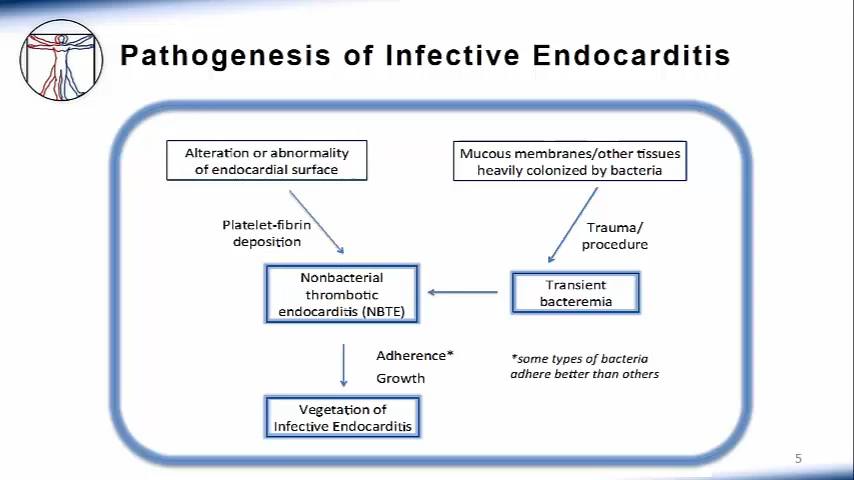 Pathogenesis of Infective Endocarditis
Alteration or abnormality
of endocardial surface
Mucous membranes/other tissues
heavily colonized by bacteria
Platelet-fibrin
deposition
Trauma/
procedure
Nonbacterial
thrombotic
endocarditis (NBTE)
Transient
bacteremia
Adherence*
Growth
*some types of bacteria
adhere better than others
Vegetation of
Infective Endocarditis
5